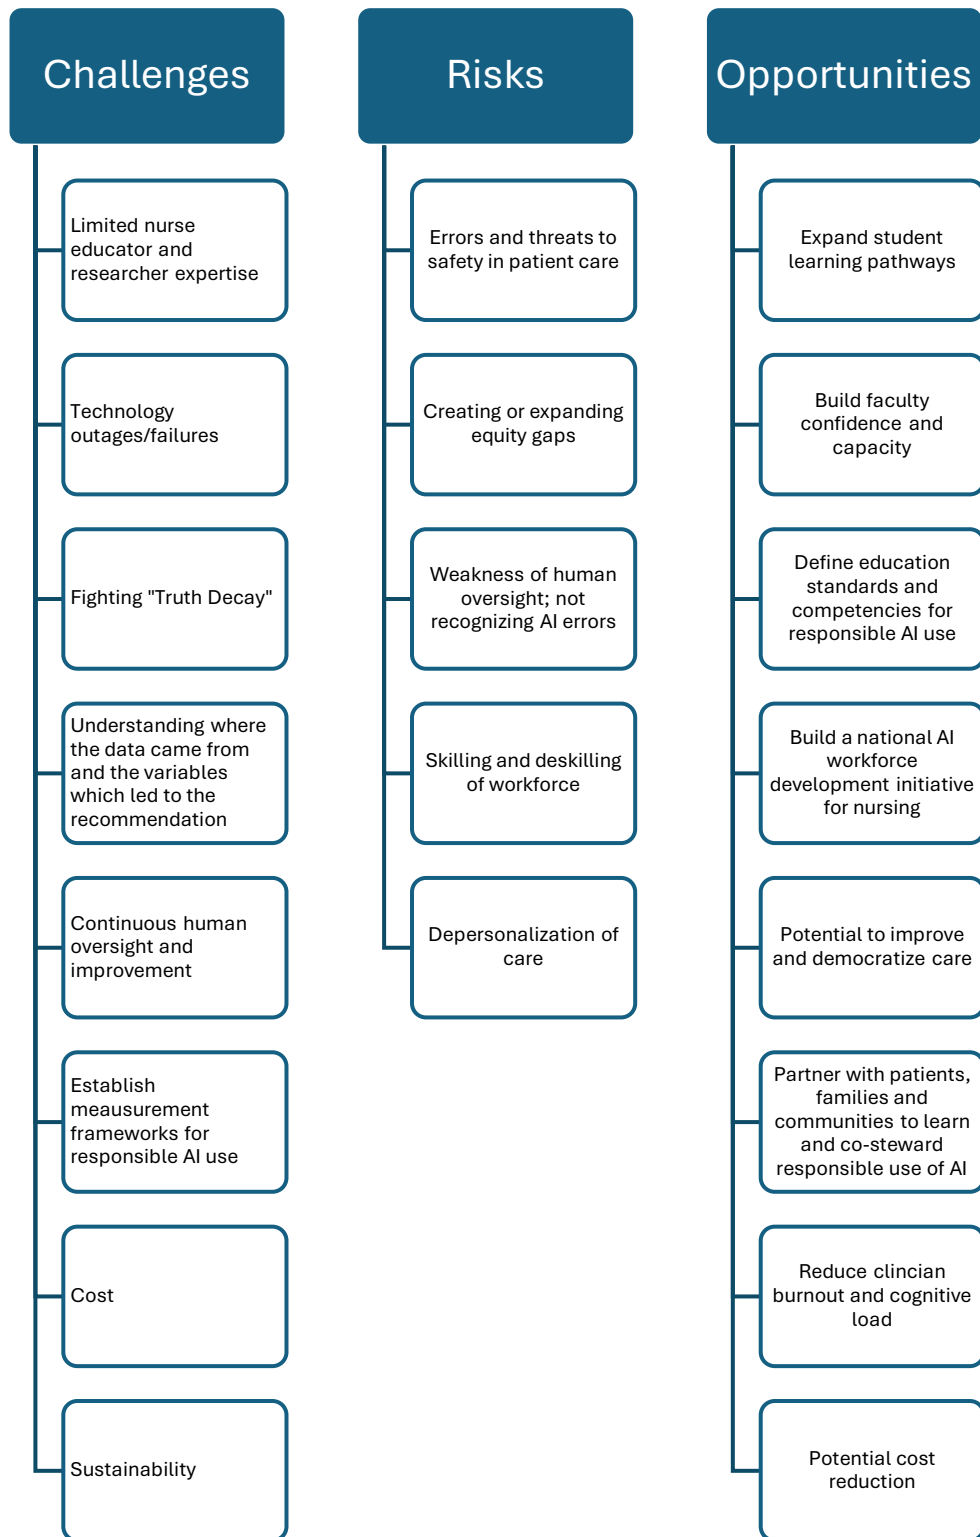 Challenges
Limited nurse
educator and
researcher expertise
Technology
outages/failures
Fighting "Truth Decay"
Understanding where
the data came from
and the variables
which led to the
recommendation
Continuous human
oversight and
improvement
Establish
meausurement
frameworks for
responsible AI use
Cost
Sustainability
Risks
Errors and threats to
safety in patient care
Creating or expanding
equity gaps
Weakness of human
oversight; not
recognizing AI errors
Skilling and deskilling
of workforce
Depersonalization of
care
Opportunities
Expand student
learning pathways
Build faculty
confidence and
capacity
Define education
standards and
competencies for
responsible AI use
Build a national AI
workforce
development initiative
for nursing
Potential to improve
and democratize care
Partner with patients,
families and
communities to learn
and co-steward
responsible use of AI
Reduce clincian
burnout and cognitive
load
Potential cost
reduction